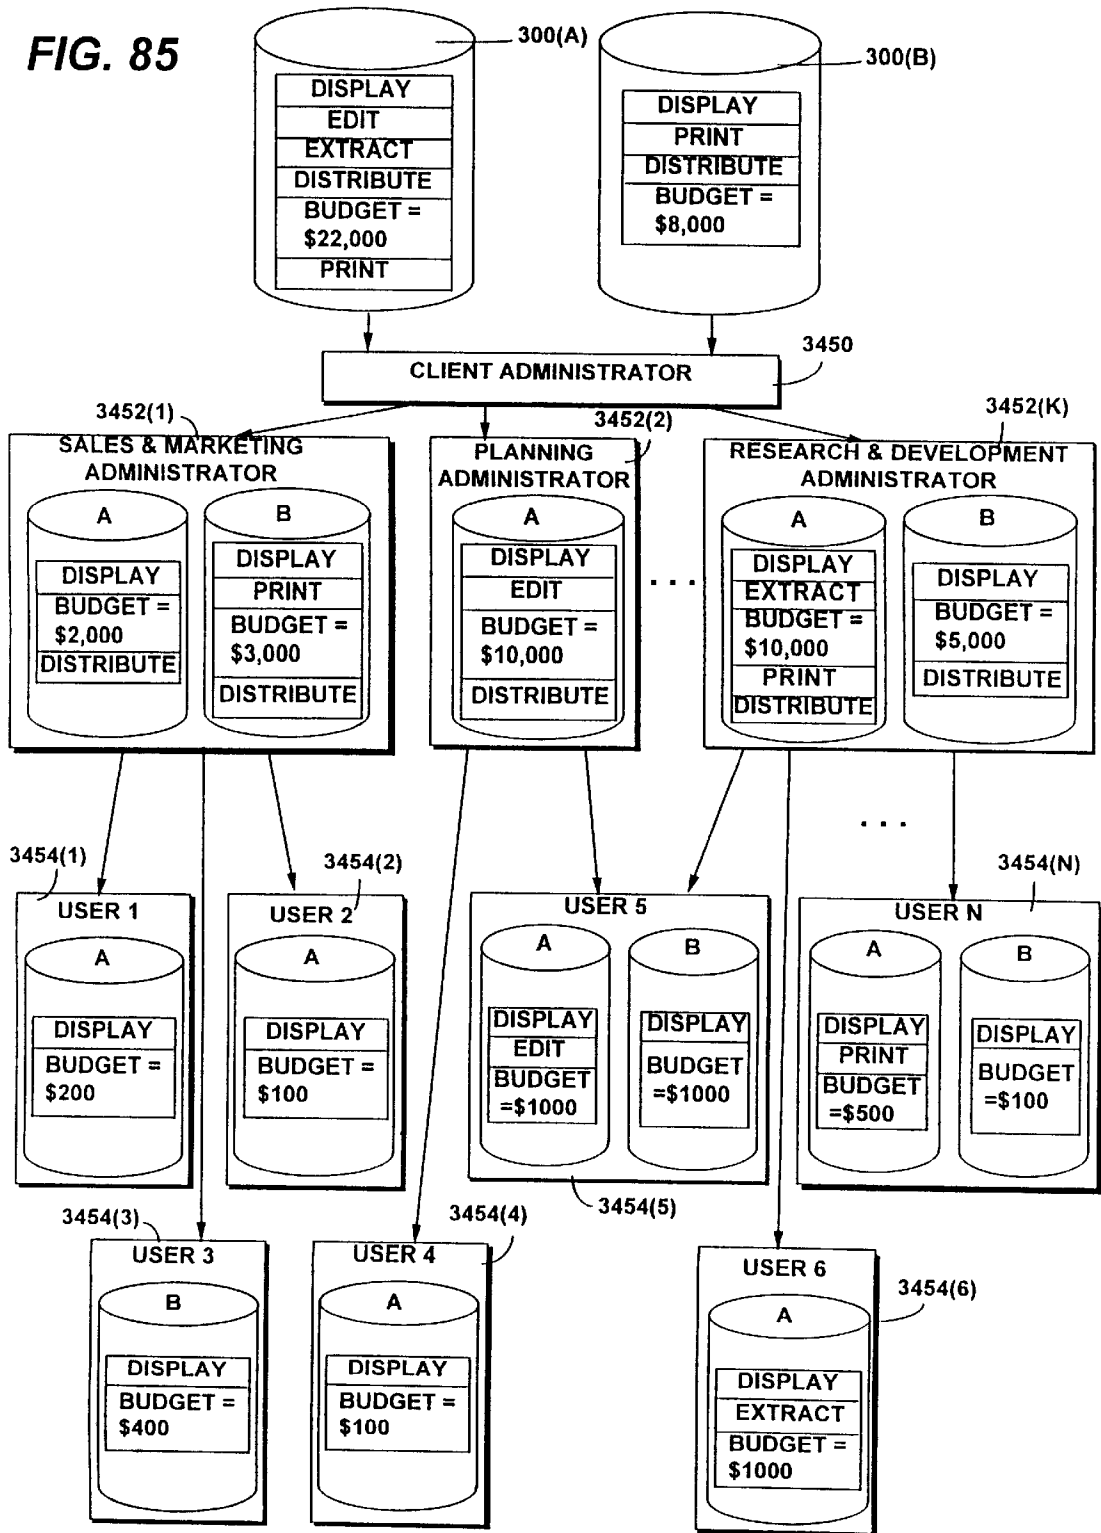 FIG. 85
300(A)
DISPLAY
EDIT
EXTRACT
DISTRIBUTE
BUDGET =
$22,000
PRINT
300(B)
DISPLAY
PRINT
DISTRIBUTE
BUDGET =
$8,000
CLIENT ADMINISTRATOR
3450
3452(1)
SALES & MARKETING
ADMINISTRATOR
A
DISPLAY
BUDGET =
$2,000
DISTRIBUTE
B
DISPLAY
PRINT
BUDGET =
$3,000
DISTRIBUTE
3452(2)
PLANNING
ADMINISTRATOR
A
DISPLAY
EDIT
BUDGET =
$10,000
DISTRIBUTE
. . .
3452(K)
RESEARCH & DEVELOPMENT
ADMINISTRATOR
A
DISPLAY
EXTRACT
BUDGET =
$10,000
PRINT
DISTRIBUTE
B
DISPLAY
BUDGET =
$5,000
DISTRIBUTE
. . .
3454(1)
USER 1
A
DISPLAY
BUDGET =
$200
3454(2)
USER 2
A
DISPLAY
BUDGET =
$100
USER 5
A
DISPLAY
EDIT
BUDGET
=$1000
B
DISPLAY
BUDGET
=$1000
3454(5)
3454(N)
USER N
A
DISPLAY
PRINT
BUDGET
=$500
B
DISPLAY
BUDGET
=$100
3454(3)
USER 3
B
DISPLAY
BUDGET =
$400
3454(4)
USER 4
A
DISPLAY
BUDGET =
$100
USER 6
3454(6)
A
DISPLAY
EXTRACT
BUDGET =
$1000